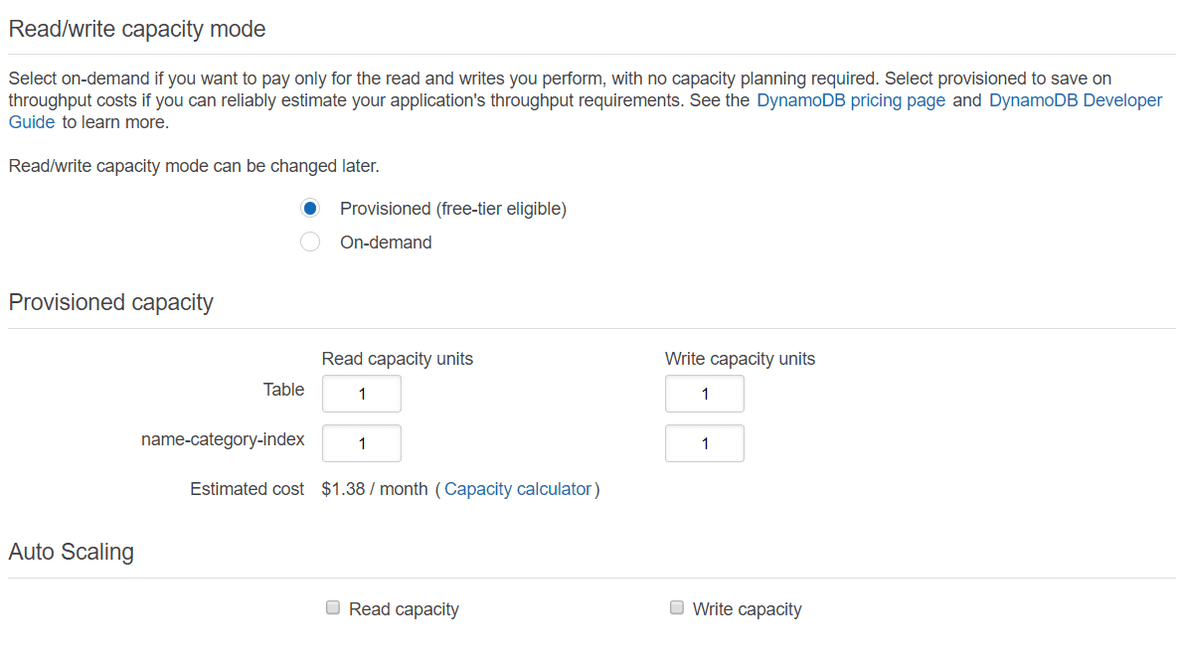 Read/write capacity mode
Select on-demand if you want to pay only for the read and writes you perform, with no capacity planning required. Select provisioned to save on
throughput costs if you can reliably estimate your application's throughput requirements. See the DynamoDB pricing page and DynamoDB Developer
Guide to learn more.
Read/write capacity mode can be changed later.
Provisioned (free-tier eligible)
On-demand
Provisioned capacity
Read capacity units Write capacity units
Table 1 1
name-category-index 1 1
Estimated cost $1.38 / month ( Capacity calculator )
Auto Scaling
Read capacity Write capacity